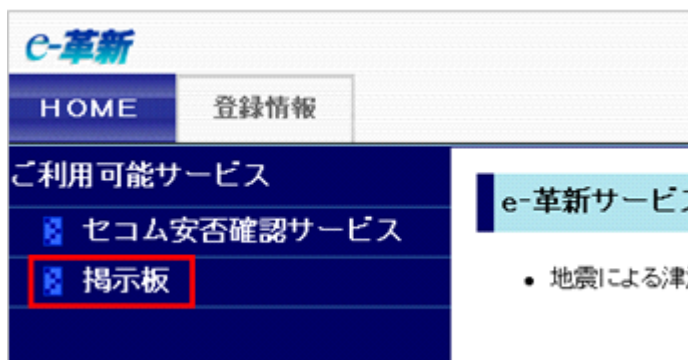 e-革新
HOME 登録情報
ご利用可能サービス
セコム安否確認サービス
掲示板
e-革新サービ
• 地震による津